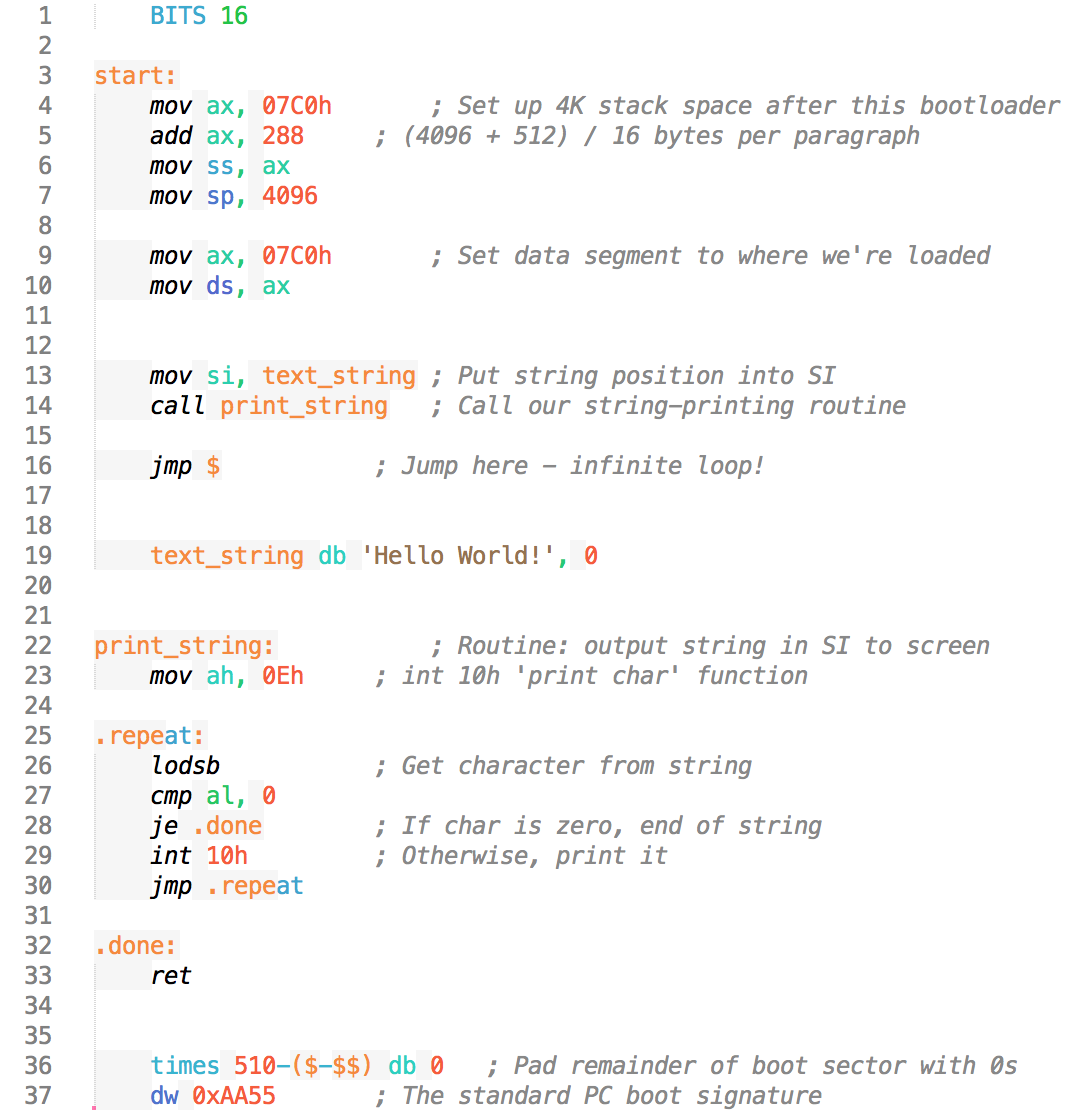 1 BITS 16
2
3 start:
4 mov ax, 07C0h ; Set up 4K stack space after this bootloader
5 add ax, 288 ; (4096 + 512) / 16 bytes per paragraph
6 mov ss, ax
7 mov sp, 4096
8
9 mov ax, 07C0h ; Set data segment to where we're loaded
10 mov ds, ax
11
12
13 mov si, text_string ; Put string position into SI
14 call print_string ; Call our string-printing routine
15
16 jmp $ ; Jump here - infinite loop!
17
18
19 text_string db 'Hello World!', 0
20
21
22 print_string: ; Routine: output string in SI to screen
23 mov ah, 0Eh ; int 10h 'print char' function
24
25 .repeat:
26 lodsb ; Get character from string
27 cmp al, 0
28 je .done ; If char is zero, end of string
29 int 10h ; Otherwise, print it
30 jmp .repeat
31
32 .done:
33 ret
34
35
36 times 510-($-$$) db 0 ; Pad remainder of boot sector with 0s
37 dw 0xAA55 ; The standard PC boot signature